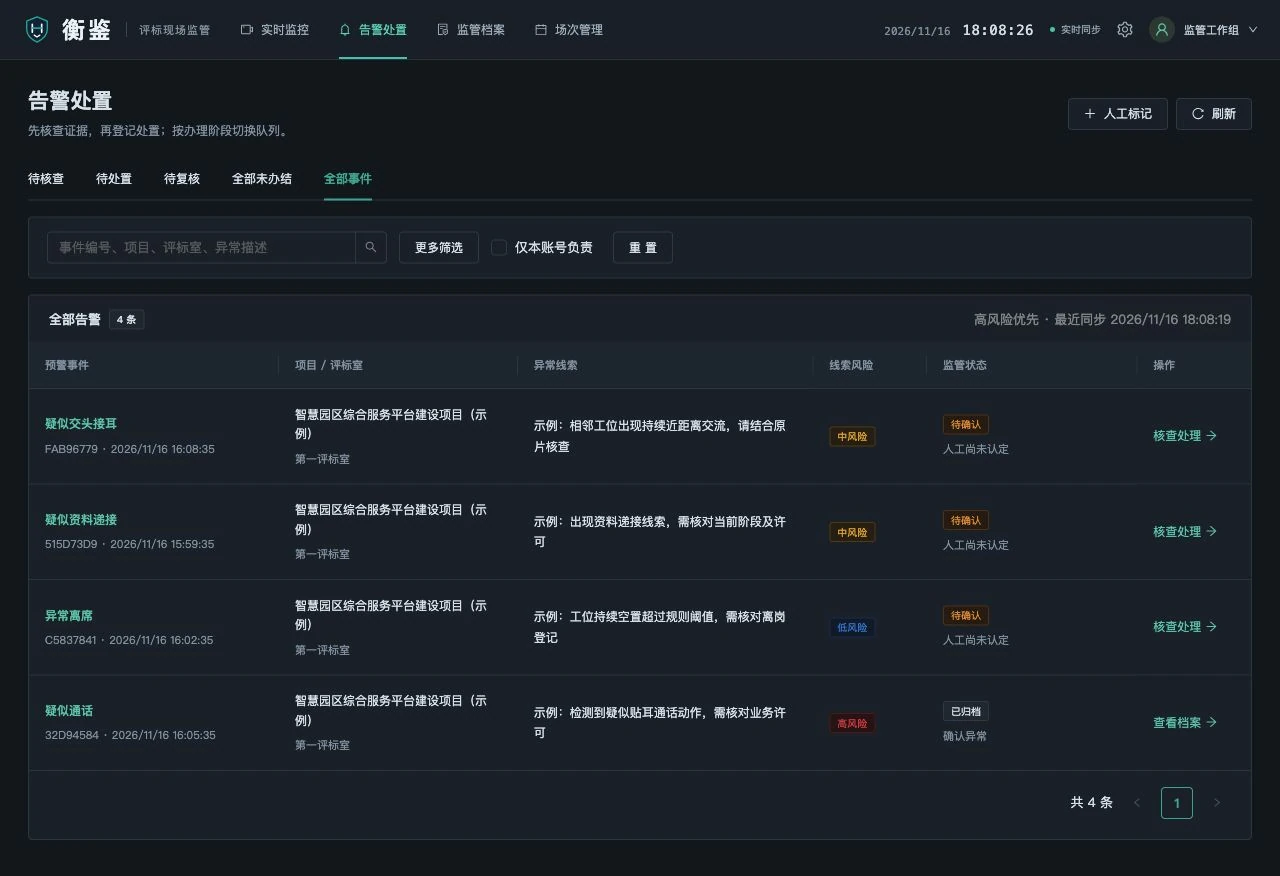 衡鉴 评标现场监管 实时监控 告警处置 监管档案 场次管理 2026/11/16 18:08:26 实时同步 监管工作组
告警处置
先核查证据，再登记处置；按办理阶段切换队列。
人工标记 刷新
待核查 待处置 待复核 全部未办结 全部事件
事件编号、项目、评标室、异常描述 更多筛选 仅本账号负责 重 置
全部告警 4 条 高风险优先 · 最近同步 2026/11/16 18:08:19
预警事件 项目 / 评标室 异常线索 线索风险 监管状态 操作
疑似交头接耳
FAB96779 · 2026/11/16 16:08:35
智慧园区综合服务平台建设项目（示
例）
第一评标室
示例：相邻工位出现持续近距离交流，请结合原
片核查
中风险
待确认
人工尚未认定
核查处理
疑似资料递接
515D73D9 · 2026/11/16 15:59:35
智慧园区综合服务平台建设项目（示
例）
第一评标室
示例：出现资料递接线索，需核对当前阶段及许
可
中风险
待确认
人工尚未认定
核查处理
异常离席
C5837841 · 2026/11/16 16:02:35
智慧园区综合服务平台建设项目（示
例）
第一评标室
示例：工位持续空置超过规则阈值，需核对离岗
登记
低风险
待确认
人工尚未认定
核查处理
疑似通话
32D94584 · 2026/11/16 16:05:35
智慧园区综合服务平台建设项目（示
例）
第一评标室
示例：检测到疑似贴耳通话动作，需核对业务许
可
高风险
已归档
确认异常
查看档案
共 4 条 1